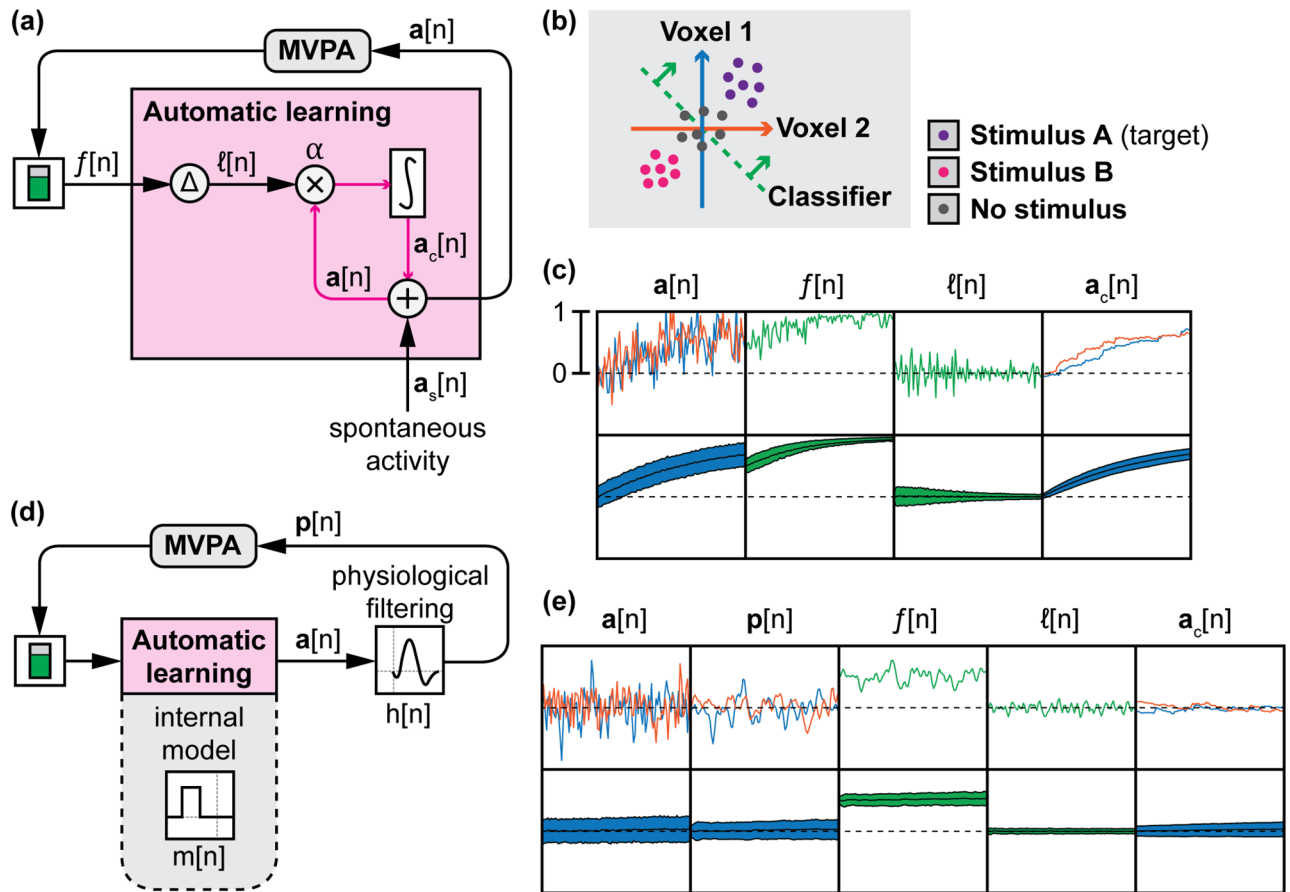 (a)
a[n]
MVPA
Automatic learning
f[n]
ℓ[n]
α
Δ
×
∫
a_c[n]
a[n]
+
a_s[n]
spontaneous
activity
(b)
Voxel 1
Voxel 2
Classifier
Stimulus A (target)
Stimulus B
No stimulus
(c)
a[n] f[n] ℓ[n] a_c[n]
1
0
(d)
p[n]
MVPA
physiological
filtering
Automatic
learning
a[n]
h[n]
internal
model
m[n]
(e)
a[n] p[n] f[n] ℓ[n] a_c[n]